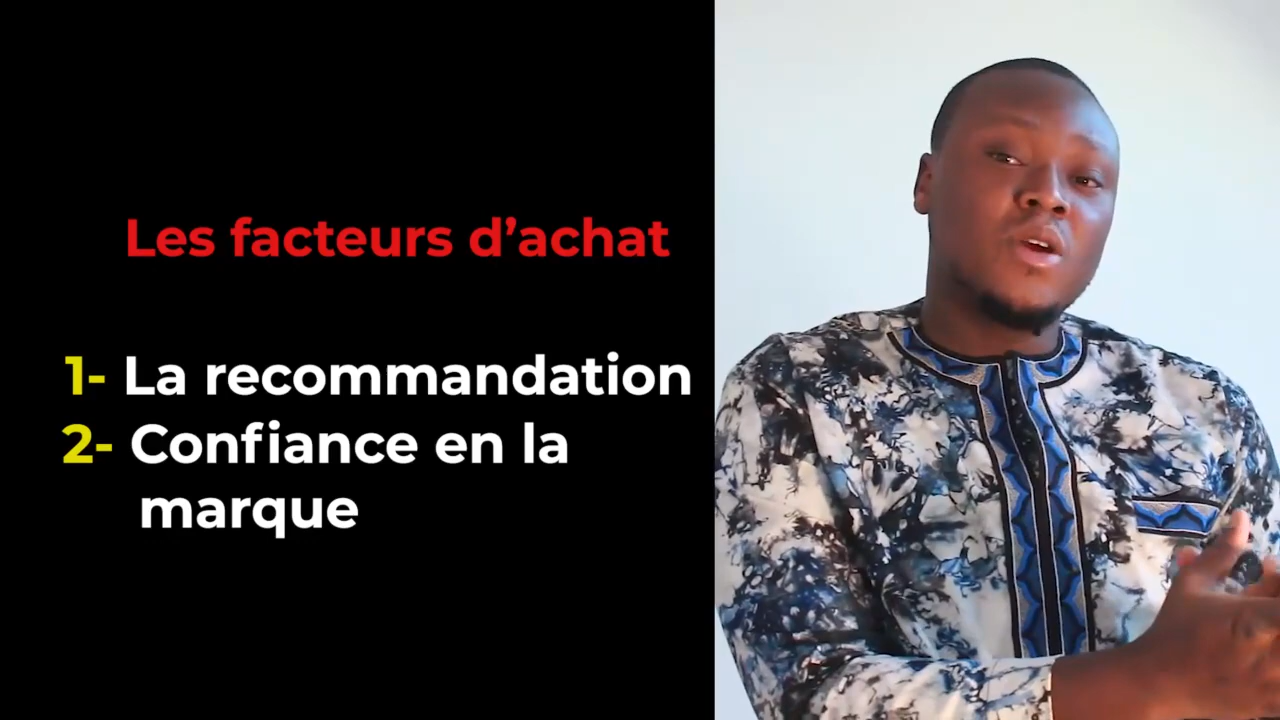 Les facteurs d’achat
1- La recommandation
2- Confiance en la
marque